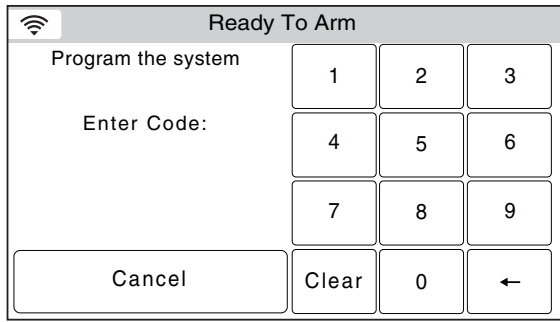 Ready To Arm
Program the system
Enter Code:
1 2 3
4 5 6
7 8 9
Cancel Clear 0 ←